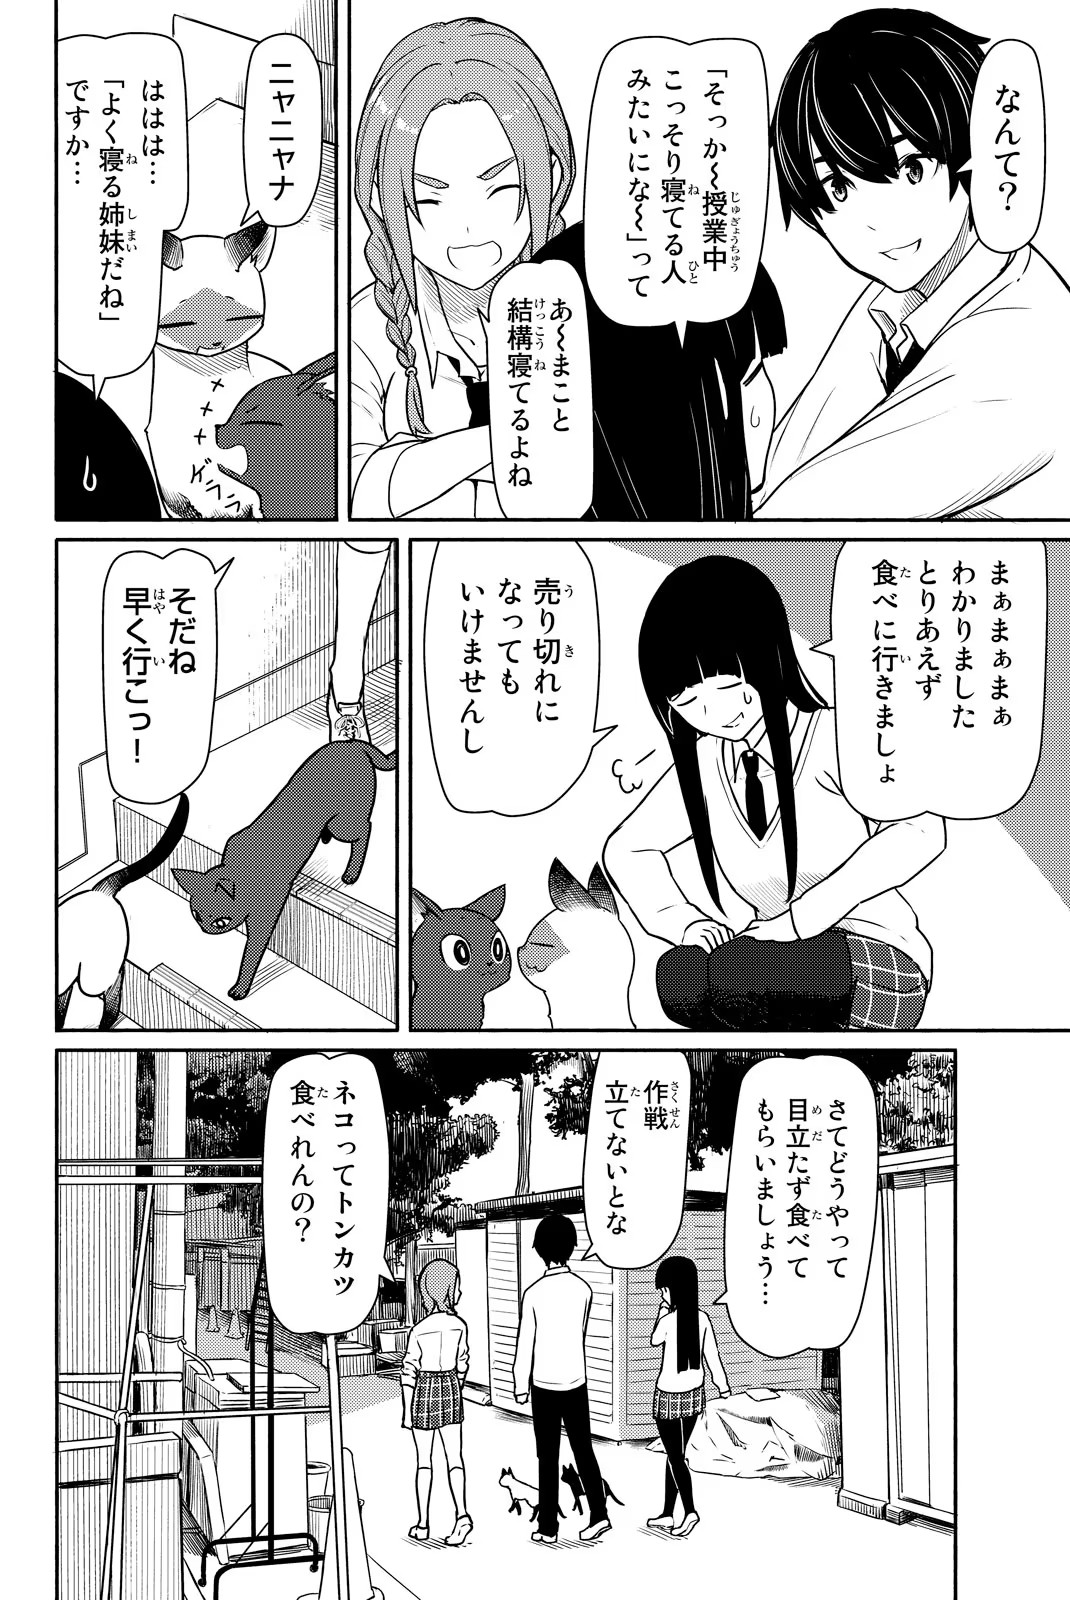 なんて？
「そっか〜授業中
こっそり寝てる人
みたいにな〜」って
あ〜まこと
結構寝てるよね
ニャニャナ
ははは…
「よく寝る姉妹だね」
ですか…
ゲラララ
まぁまぁまぁ
わかりました
とりあえず
食べに行きましょ
売り切れに
なっても
いけませんし
そだね
早く行こっ！
さてどうやって
目立たず食べて
もらいましょう…
作戦
立てないとな
ネコってトンカツ
食べれんの？